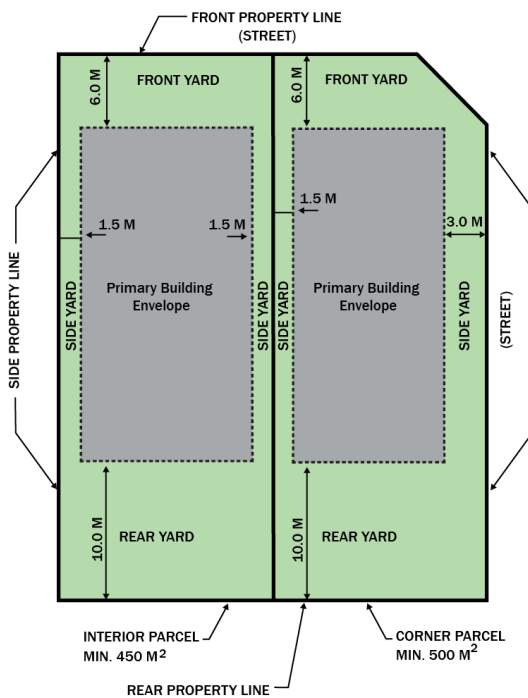 FRONT PROPERTY LINE
(STREET)
6.0 M
FRONT YARD
6.0 M
FRONT YARD
1.5 M
1.5 M
1.5 M
3.0 M
SIDE PROPERTY LINE
SIDE YARD
Primary Building
Envelope
SIDE YARD
SIDE YARD
Primary Building
Envelope
SIDE YARD
(STREET)
10.0 M
REAR YARD
10.0 M
REAR YARD
INTERIOR PARCEL
MIN. 450 M²
CORNER PARCEL
MIN. 500 M²
REAR PROPERTY LINE